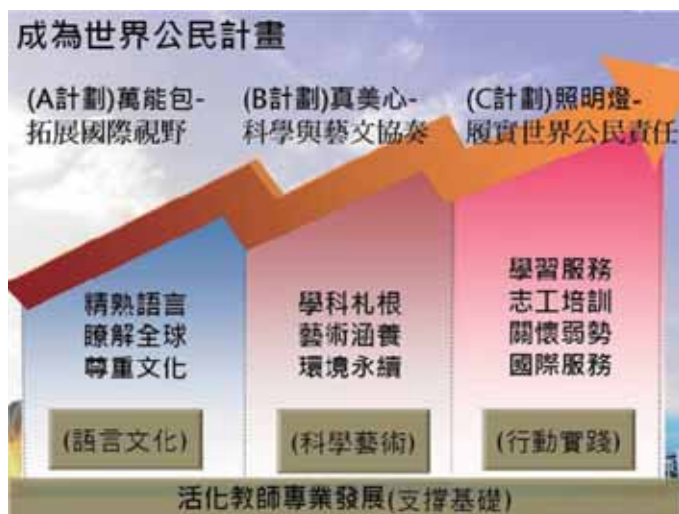 成為世界公民計畫
(A計劃)萬能包-
拓展國際視野
(B計劃)真美心-
科學與藝文協奏
(C計劃)照明燈-
履實世界公民責任
精熟語言
瞭解全球
尊重文化
學科札根
藝術涵養
環境永續
學習服務
志工培訓
關懷弱勢
國際服務
(語言文化)
(科學藝術)
(行動實踐)
活化教師專業發展(支撐基礎)